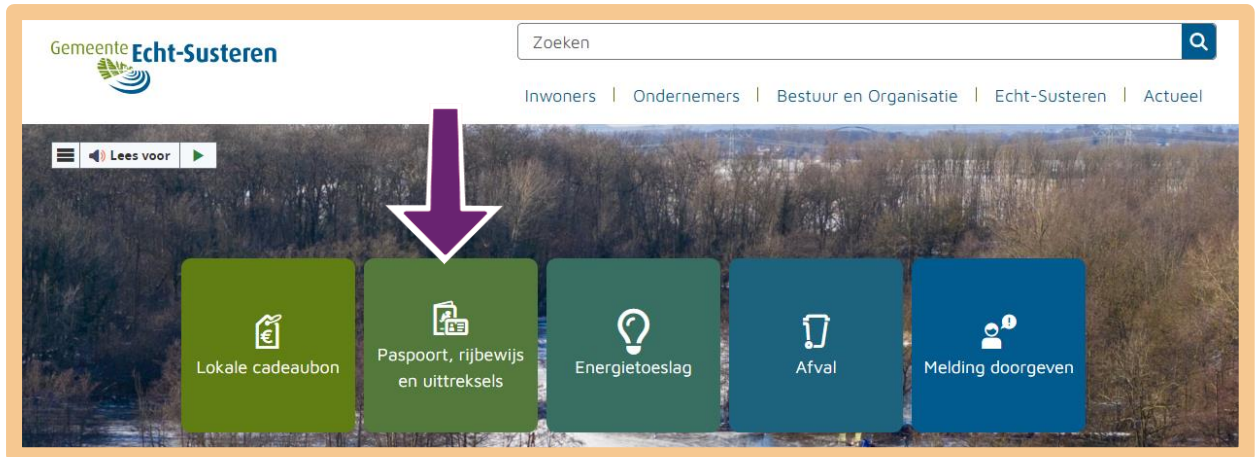 Gemeente Echt-Susteren
Zoeken
Inwoners | Ondernemers | Bestuur en Organisatie | Echt-Susteren | Actueel
Lees voor
Lokale cadeaubon
Paspoort, rijbewijs
en uittreksels
Energietoeslag
Afval
Melding doorgeven